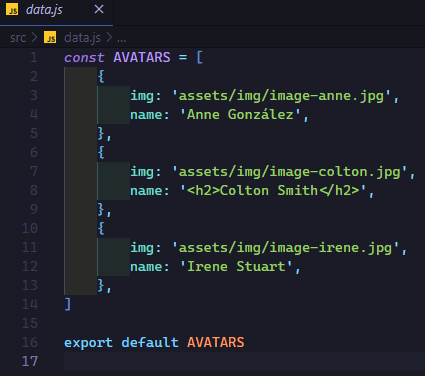 JS data.js ×
src > JS data.js > ...
1 const AVATARS = [
2     {
3         img: 'assets/img/image-anne.jpg',
4         name: 'Anne González',
5     },
6     {
7         img: 'assets/img/image-colton.jpg',
8         name: '<h2>Colton Smith</h2>',
9     },
10     {
11         img: 'assets/img/image-irene.jpg',
12         name: 'Irene Stuart',
13     },
14 ]
15
16 export default AVATARS
17